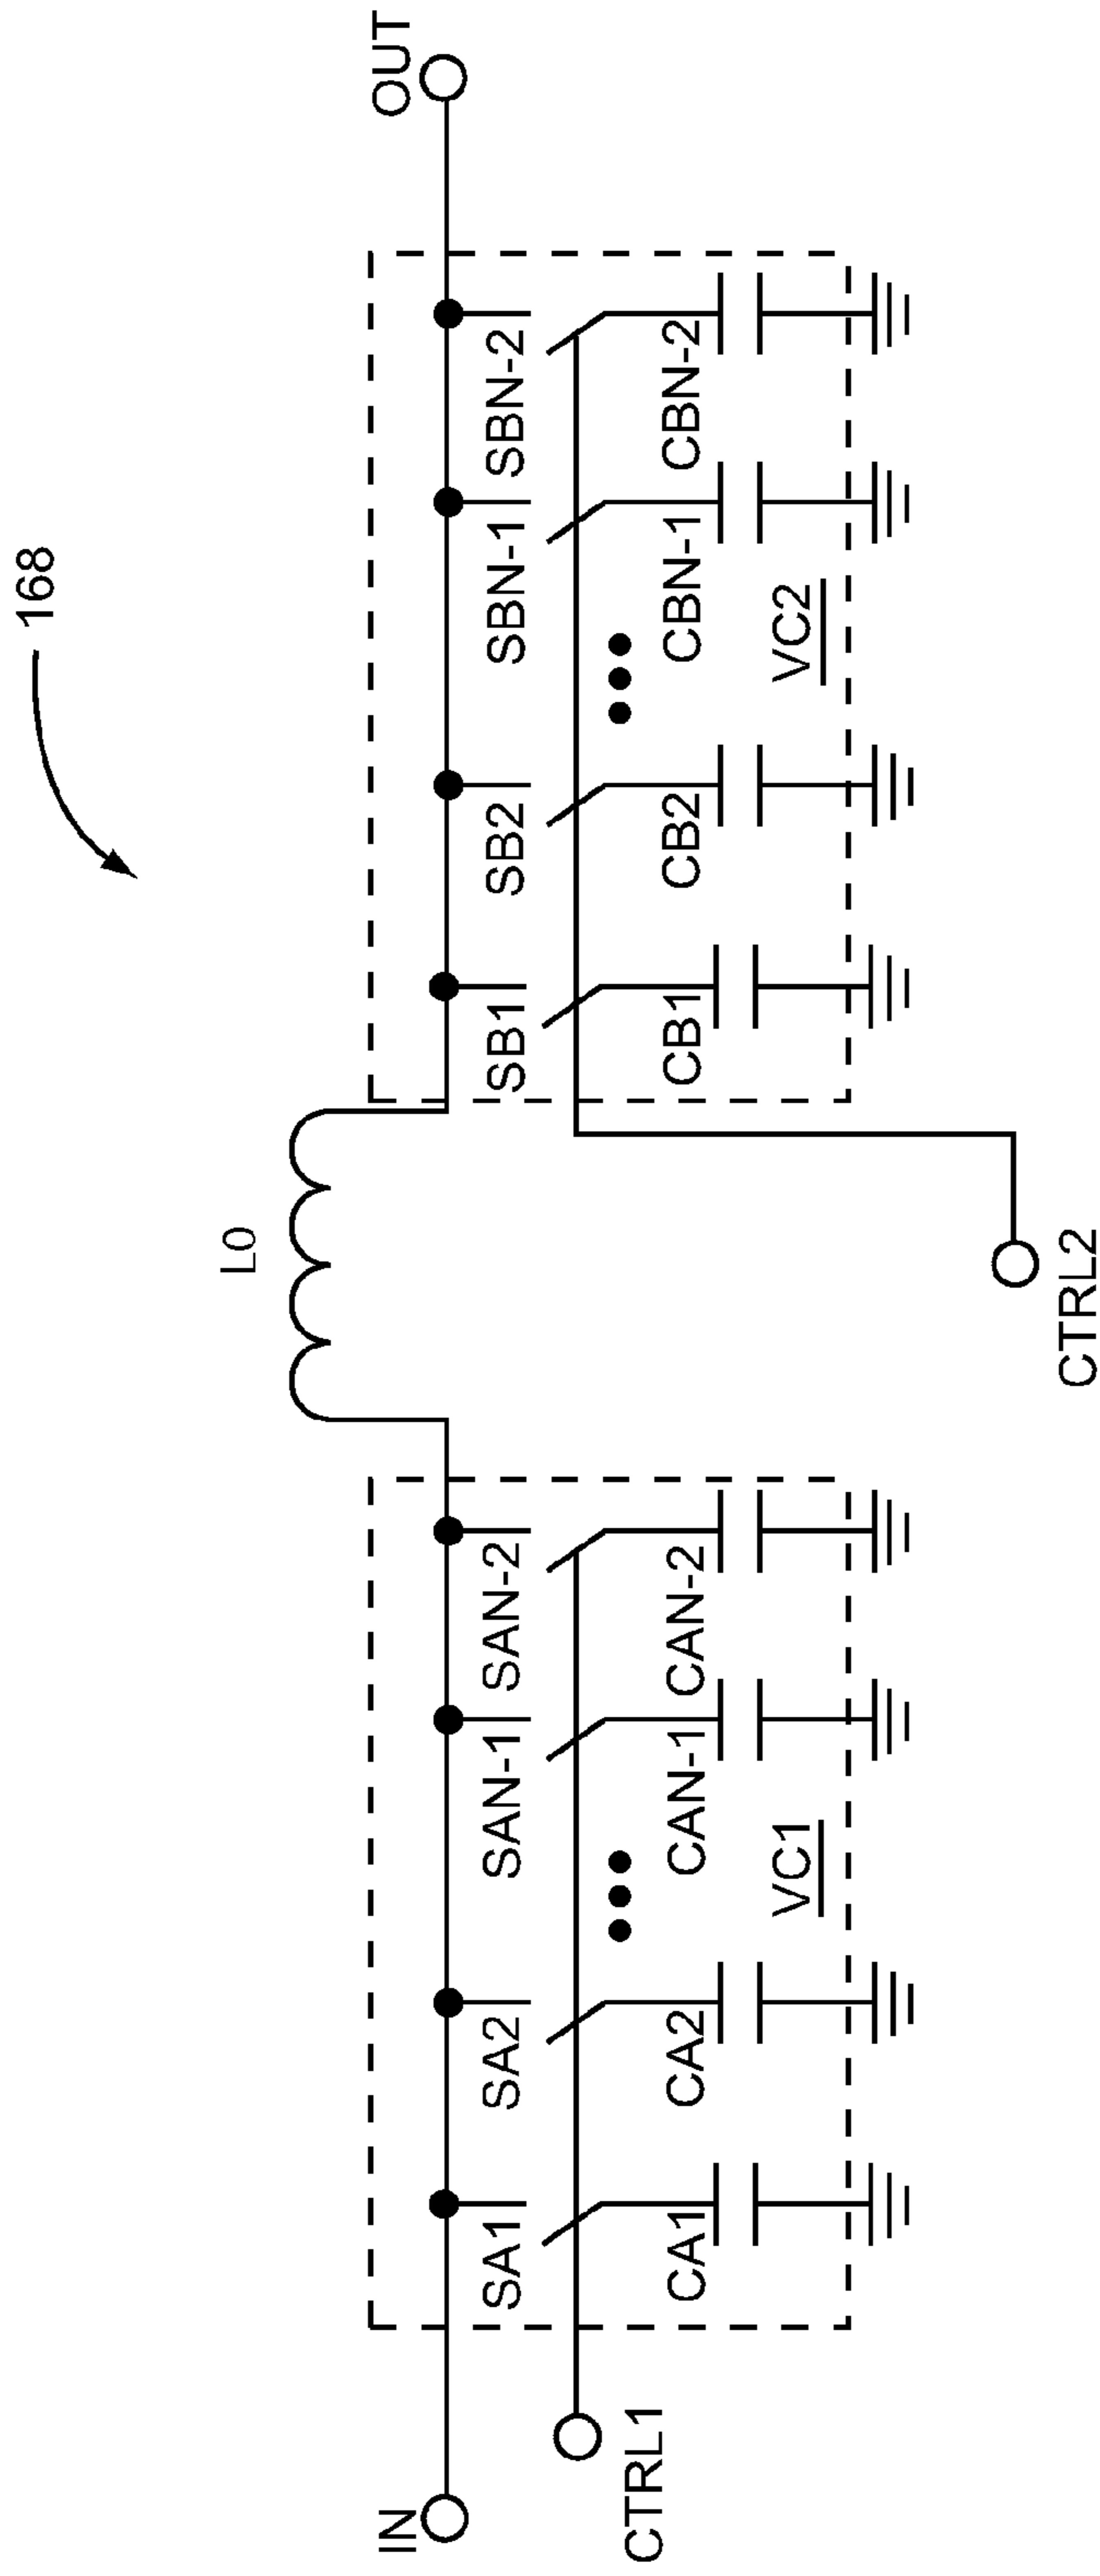 168
L0
IN
OUT
SA1
SA2
SAN-1
SAN-2
SB1
SB2
SBN-1
SBN-2
CTRL1
CA1
CA2
CAN-1
CAN-2
CB1
CB2
CBN-1
CBN-2
VC1
VC2
CTRL2